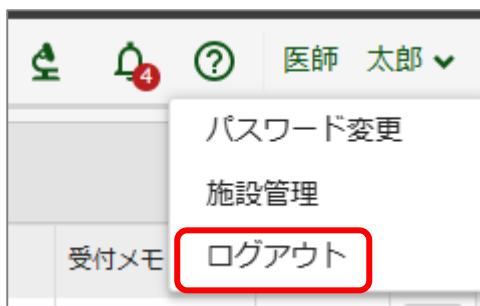 4
医師 太郎
パスワード変更
施設管理
受付メモ
ログアウト